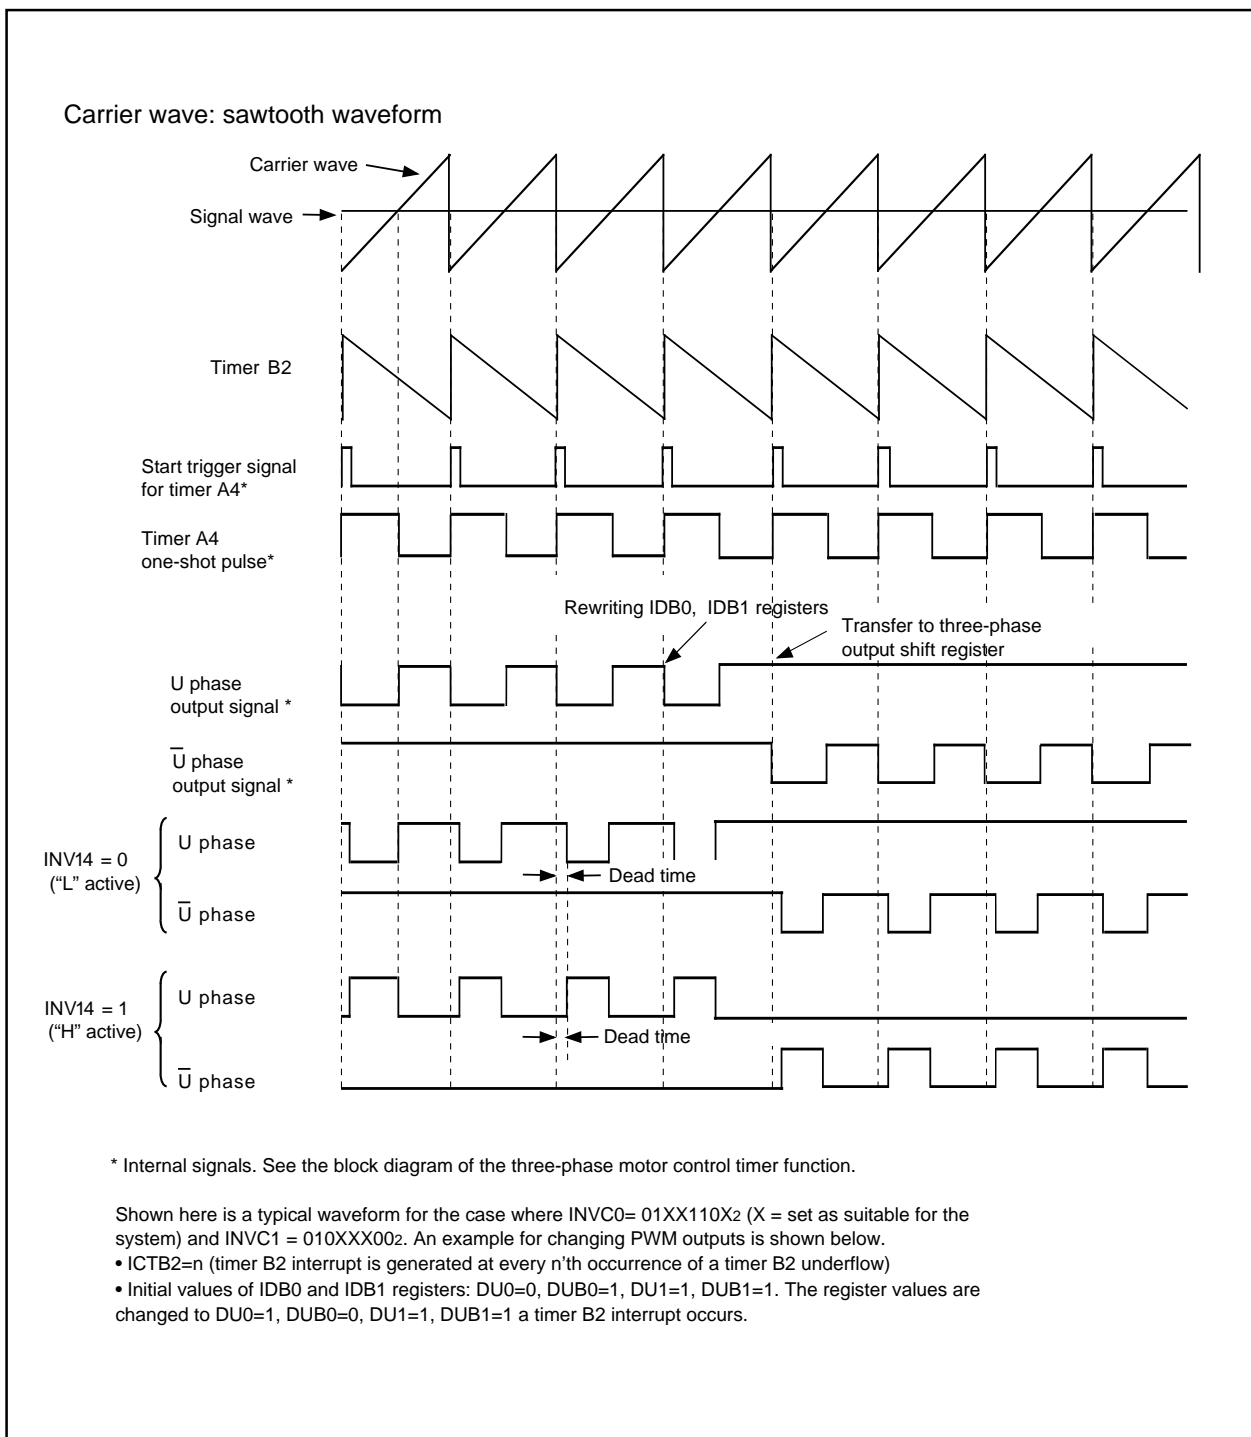 Carrier wave: sawtooth waveform
Carrier wave
Signal wave
Timer B2
Start trigger signal
for timer A4*
Timer A4
one-shot pulse*
Rewriting IDB0, IDB1 registers
Transfer to three-phase
output shift register
U phase
output signal *
U̅ phase
output signal *
INV14 = 0
(“L” active)
U phase
Dead time
U̅ phase
INV14 = 1
(“H” active)
U phase
Dead time
U̅ phase
* Internal signals. See the block diagram of the three-phase motor control timer function.
Shown here is a typical waveform for the case where INVC0= 01XX110X2 (X = set as suitable for the
system) and INVC1 = 010XXX002. An example for changing PWM outputs is shown below.
• ICTB2=n (timer B2 interrupt is generated at every n'th occurrence of a timer B2 underflow)
• Initial values of IDB0 and IDB1 registers: DU0=0, DUB0=1, DU1=1, DUB1=1. The register values are
changed to DU0=1, DUB0=0, DU1=1, DUB1=1 a timer B2 interrupt occurs.